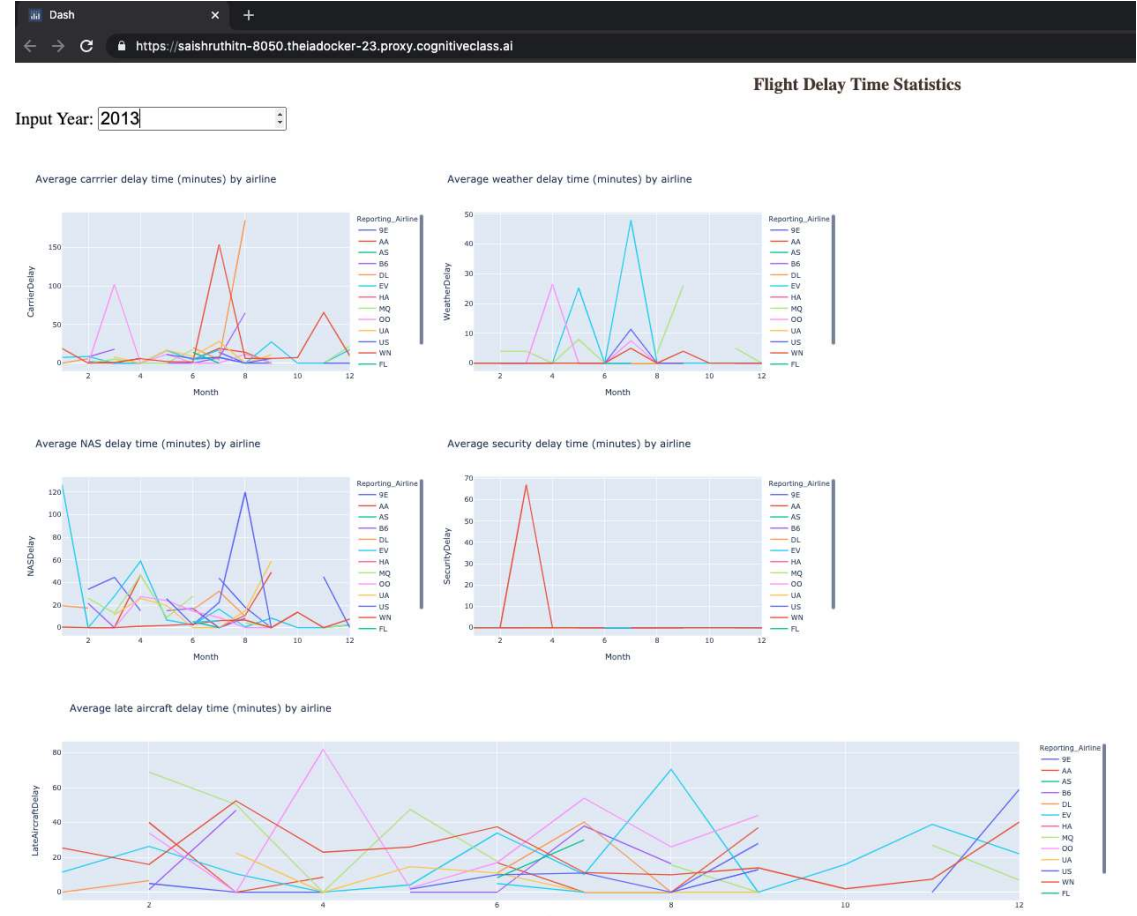 Dash
https://saishruthitn-8050.theiadocker-23.proxy.cognitiveclass.ai
Flight Delay Time Statistics
Input Year: 2013
Average carrrier delay time (minutes) by airline
CarrierDelay
150
100
50
0
2 4 6 8 10 12
Month
Reporting_Airline
9E
AA
AS
B6
DL
EV
HA
MQ
OO
UA
US
WN
FL
Average weather delay time (minutes) by airline
WeatherDelay
50
40
30
20
10
0
2 4 6 8 10 12
Month
Reporting_Airline
9E
AA
AS
B6
DL
EV
HA
MQ
OO
UA
US
WN
FL
Average NAS delay time (minutes) by airline
NASDelay
120
100
80
60
40
20
0
2 4 6 8 10 12
Month
Reporting_Airline
9E
AA
AS
B6
DL
EV
HA
MQ
OO
UA
US
WN
FL
Average security delay time (minutes) by airline
SecurityDelay
70
60
50
40
30
20
10
0
2 4 6 8 10 12
Month
Reporting_Airline
9E
AA
AS
B6
DL
EV
HA
MQ
OO
UA
US
WN
FL
Average late aircraft delay time (minutes) by airline
LateAircraftDelay
80
60
40
20
0
2 4 6 8 10 12
Reporting_Airline
9E
AA
AS
B6
DL
EV
HA
MQ
OO
UA
US
WN
FL